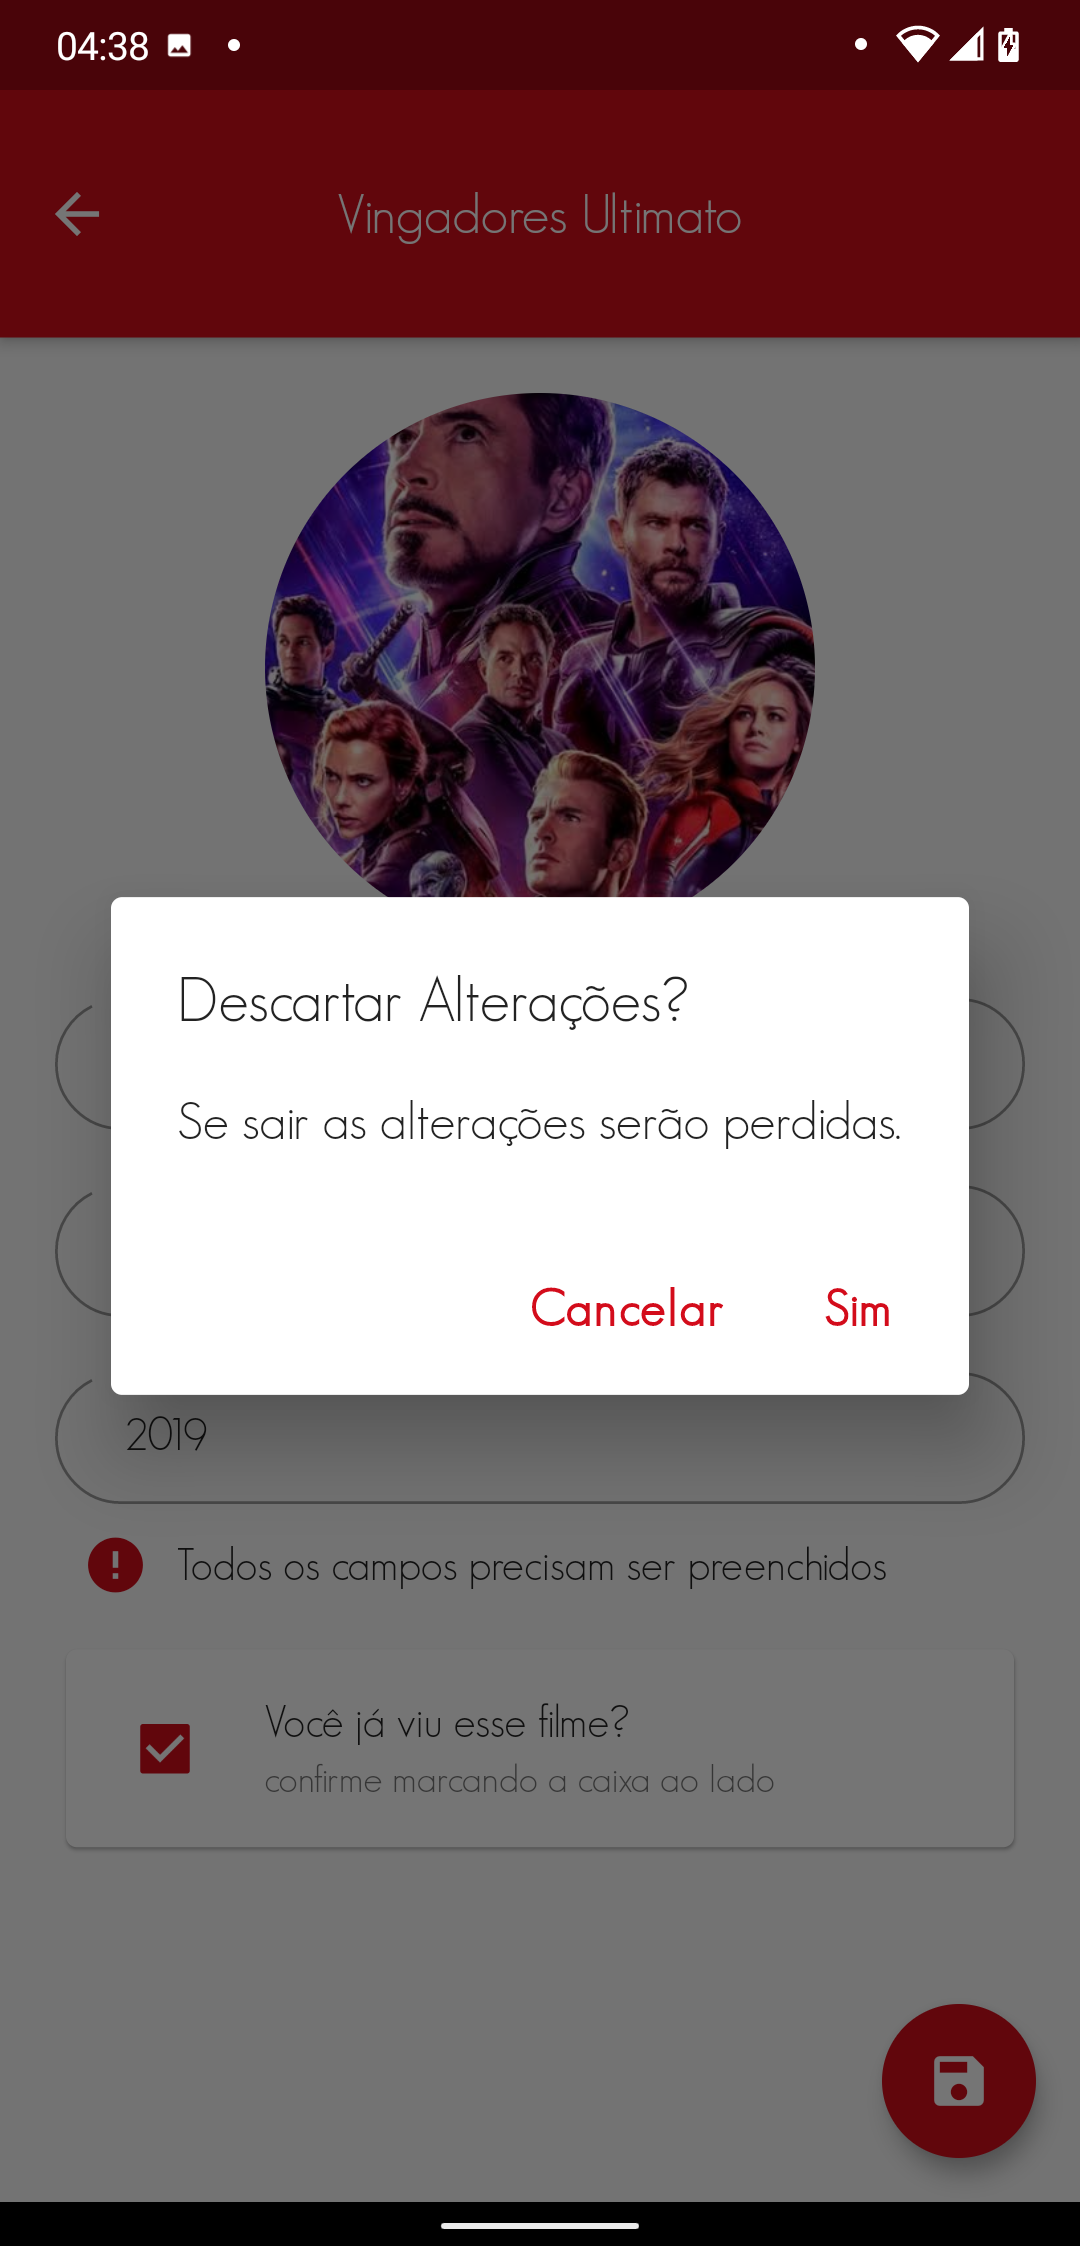 04:38
Vingadores Ultimato
Descartar Alterações?
Se sair as alterações serão perdidas.
Cancelar Sim
2019
Todos os campos precisam ser preenchidos
Você já viu esse filme?
confirme marcando a caixa ao lado